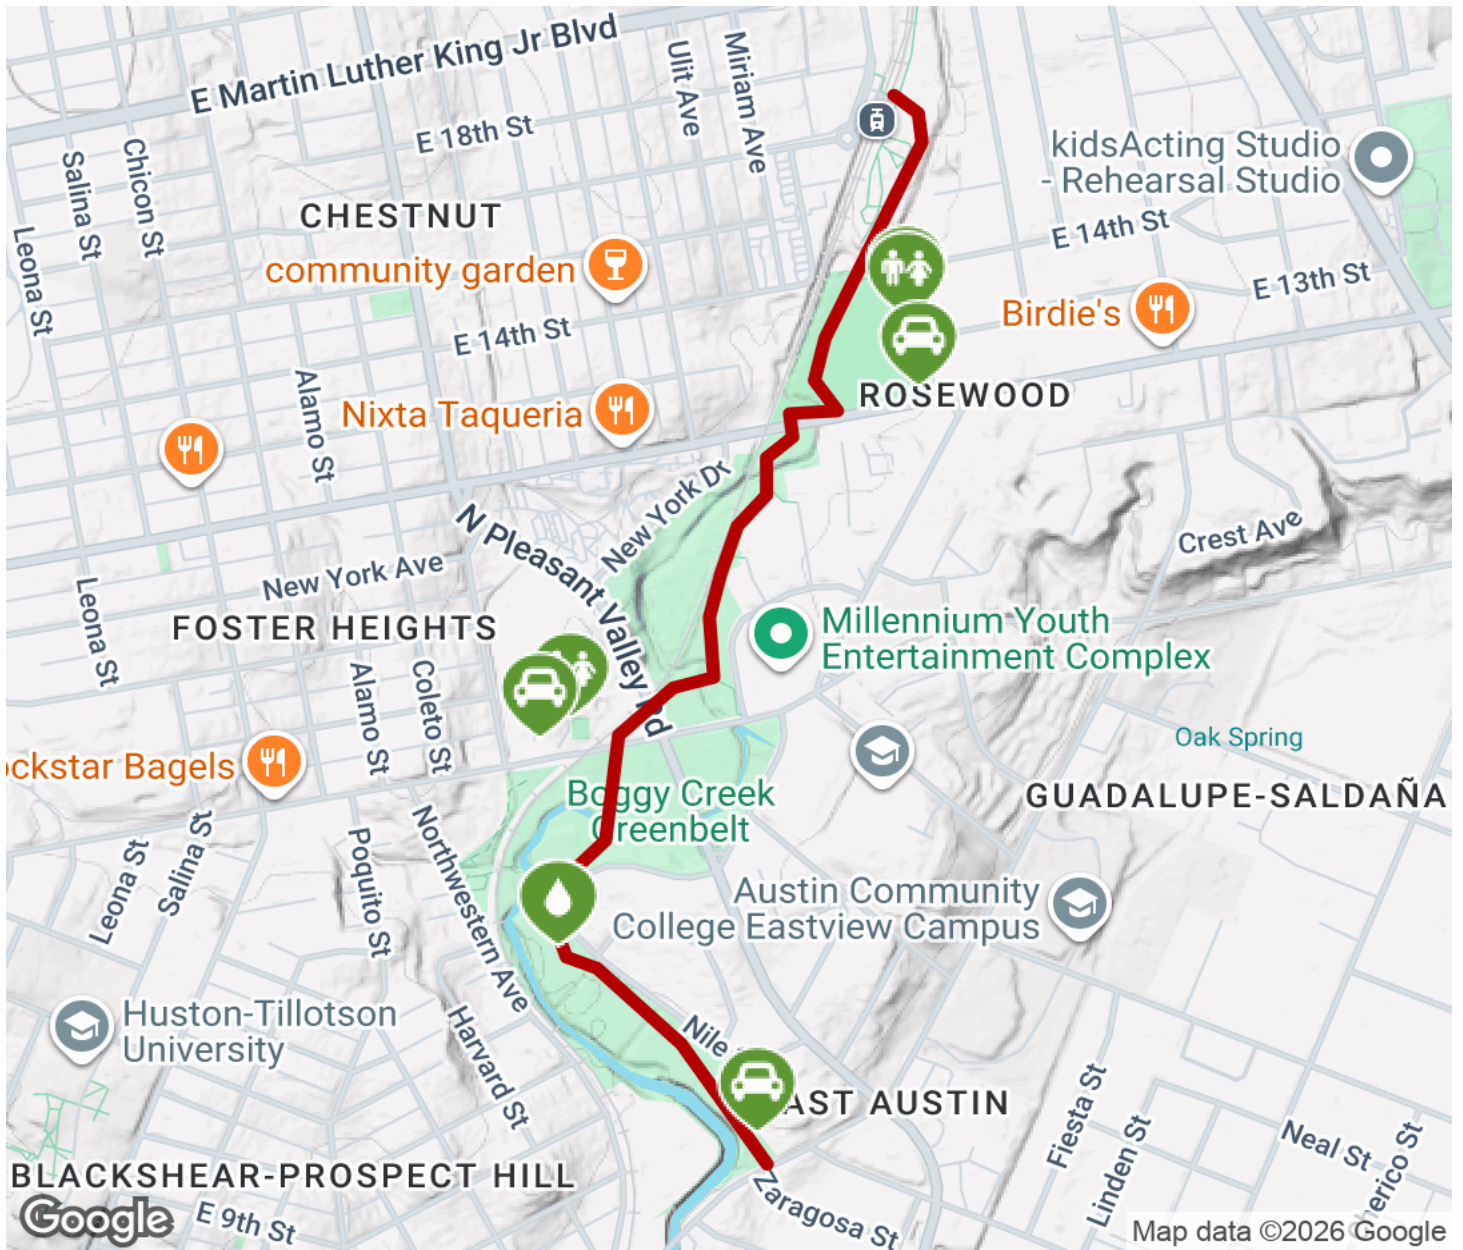 E Martin Luther King Jr Blvd
Ulit Ave
Miriam Ave
E 18th St
Salina St
Chicon St
Leona St
kidsActing Studio
- Rehearsal Studio
CHESTNUT
community garden
E 14th St
E 13th St
Birdie's
E 14th St
ROSEWOOD
Nixta Taqueria
Alamo St
New York Dr
N Pleasant Valley Rd
Crest Ave
New York Ave
Leona St
FOSTER HEIGHTS
Millennium Youth
Entertainment Complex
Alamo St
Coleto St
Oak Spring
ockstar Bagels
Boggy Creek
Greenbelt
GUADALUPE-SALDAÑA
Northwestern Ave
Poquito St
Salina St
Leona St
Austin Community
College Eastview Campus
Huston-Tillotson
University
Harvard St
Nile
AST AUSTIN
Fiesta St
Linden St
Neal St
herico St
BLACKSHEAR-PROSPECT HILL
Zaragosa St
E 9th St
Google
Map data ©2026 Google